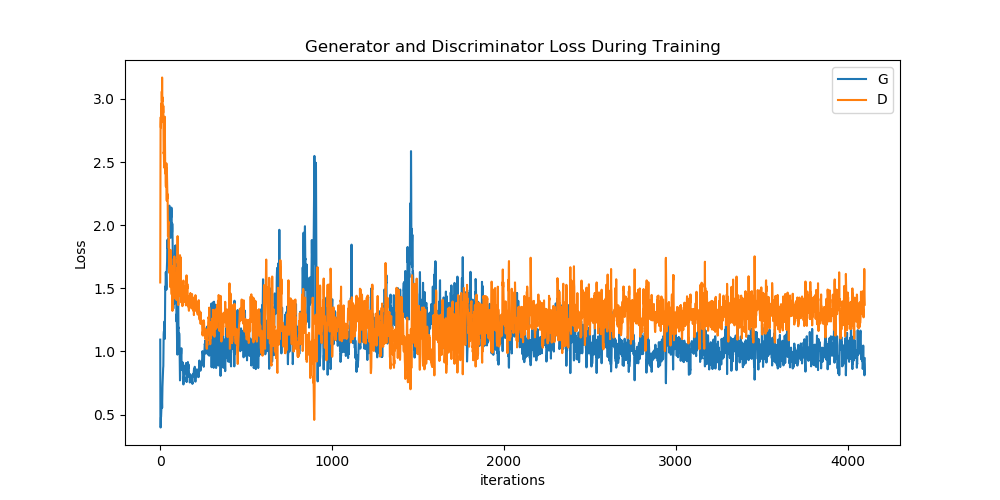 Generator and Discriminator Loss During Training
G
D
3.0
2.5
2.0
1.5
1.0
0.5
Loss
0 1000 2000 3000 4000
iterations